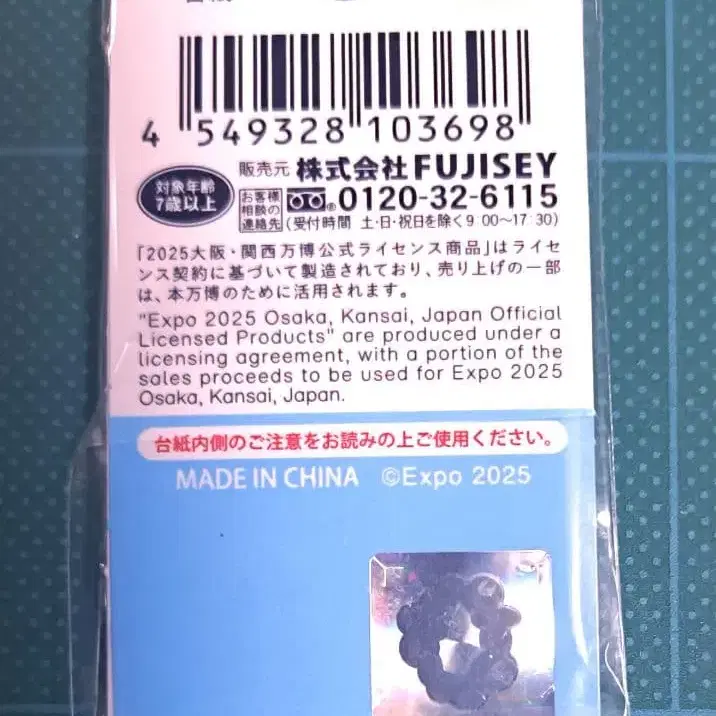 4 549328 103698
対象年齢
7歳以上
販売元 株式会社 FUJISEY
お客様
相談の
連絡先
® 0120-32-6115
(受付時間 土・日・祝日を除く9:00〜17:30)
「2025大阪・関西万博公式ライセンス商品」はライセ
ンス契約に基づいて製造されており、売り上げの一部
は、本万博のために活用されます。
"Expo 2025 Osaka, Kansai, Japan Official
Licensed Products" are produced under a
licensing agreement, with a portion of the
sales proceeds to be used for Expo 2025
Osaka, Kansai, Japan.
台紙内側のご注意をお読みの上ご使用ください。
MADE IN CHINA ©Expo 2025